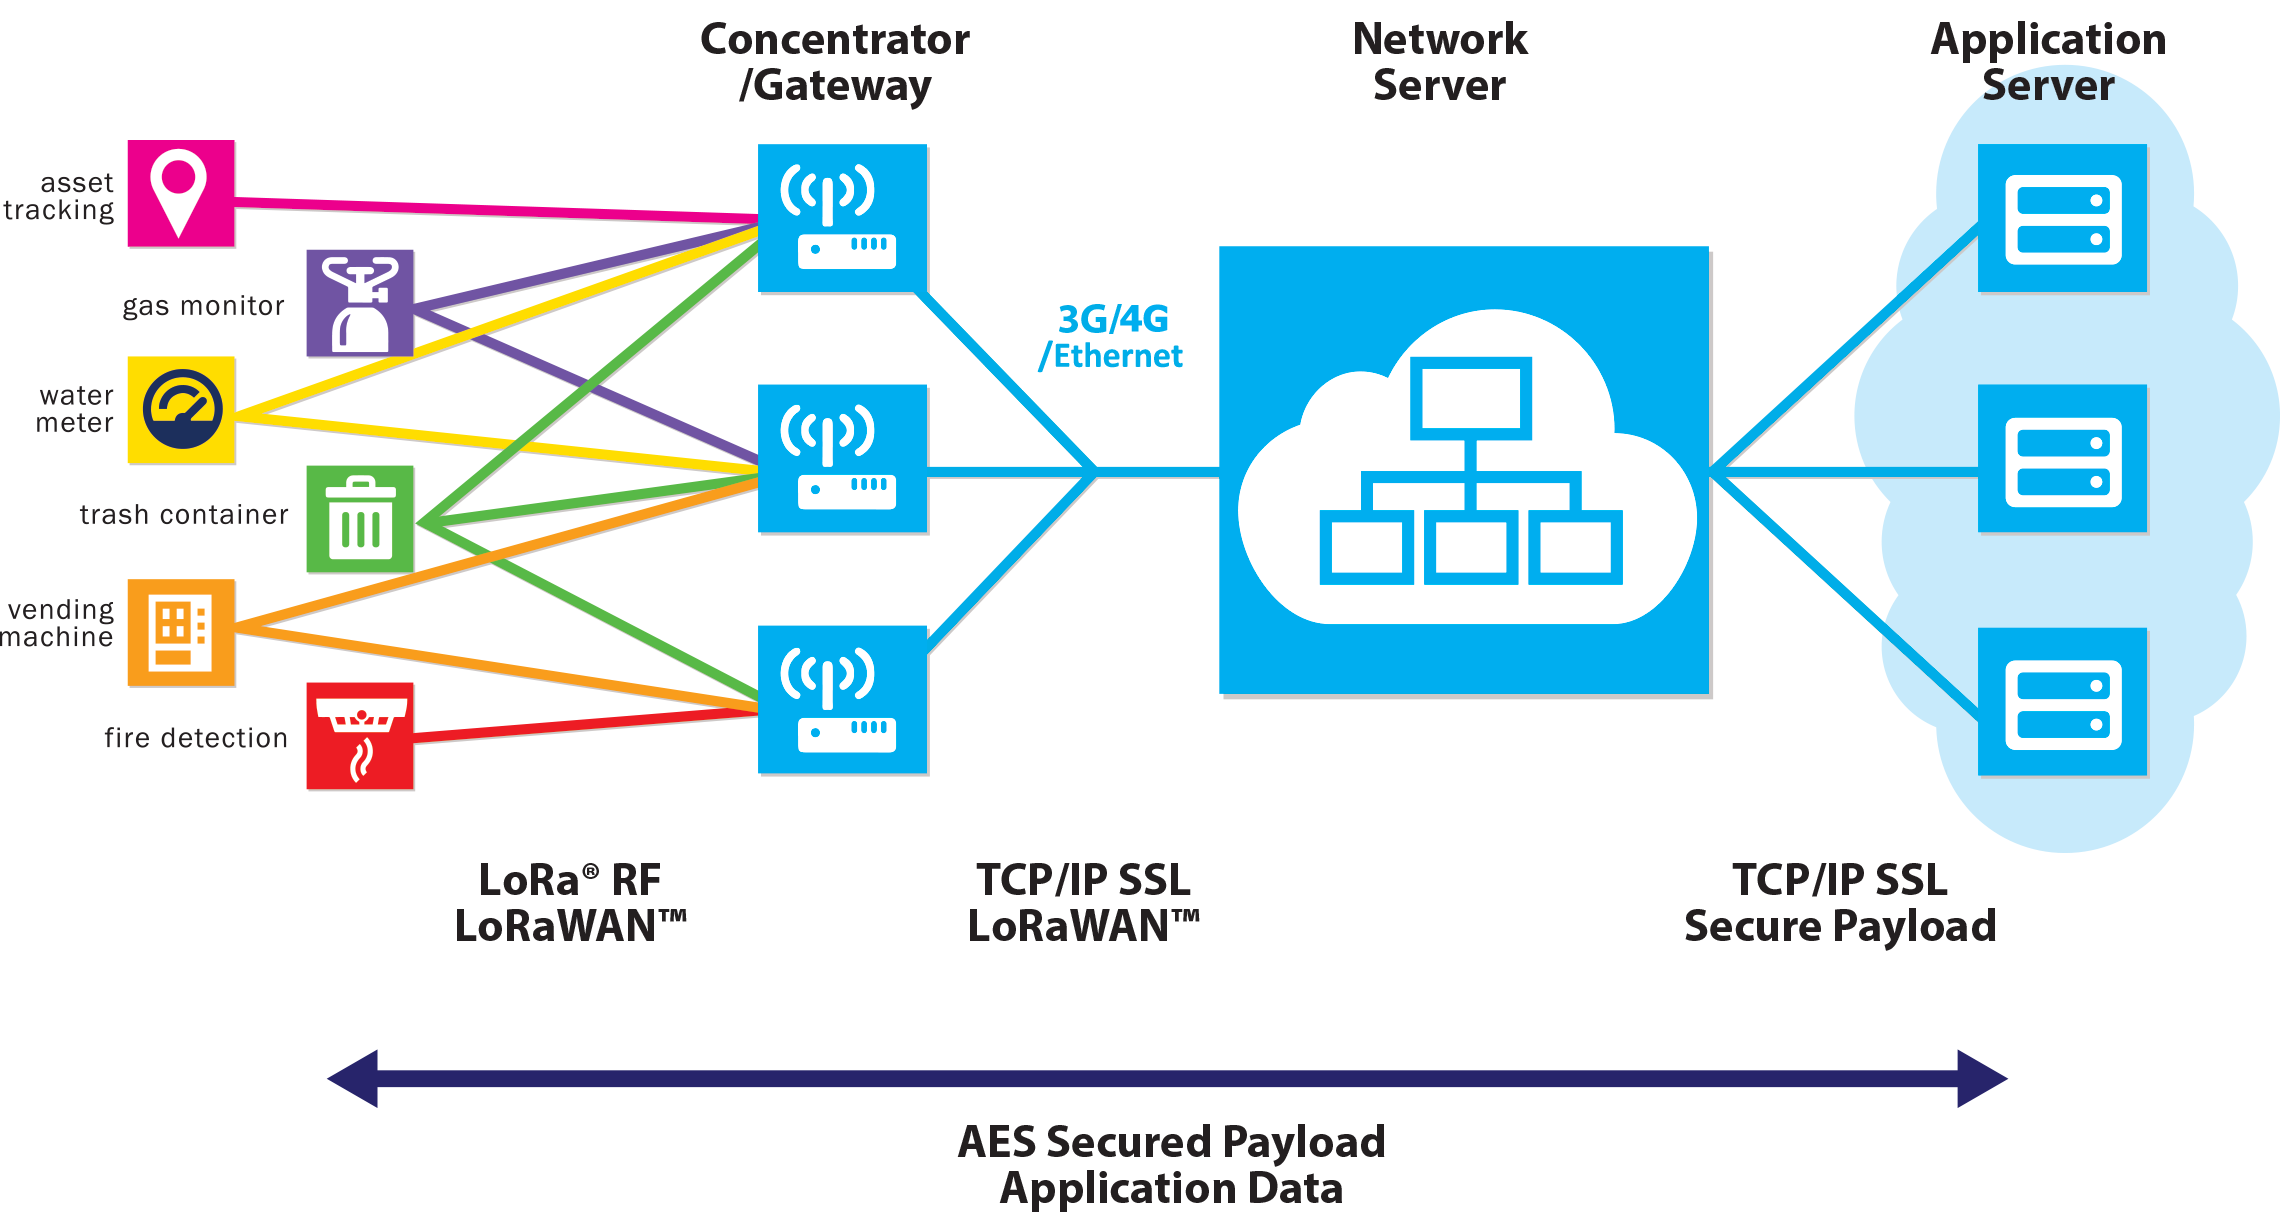 Concentrator
/Gateway
Network
Server
Application
Server
asset
tracking
gas monitor
water
meter
trash container
vending
machine
fire detection
3G/4G
/Ethernet
LoRa® RF
LoRaWAN™
TCP/IP SSL
LoRaWAN™
TCP/IP SSL
Secure Payload
AES Secured Payload
Application Data